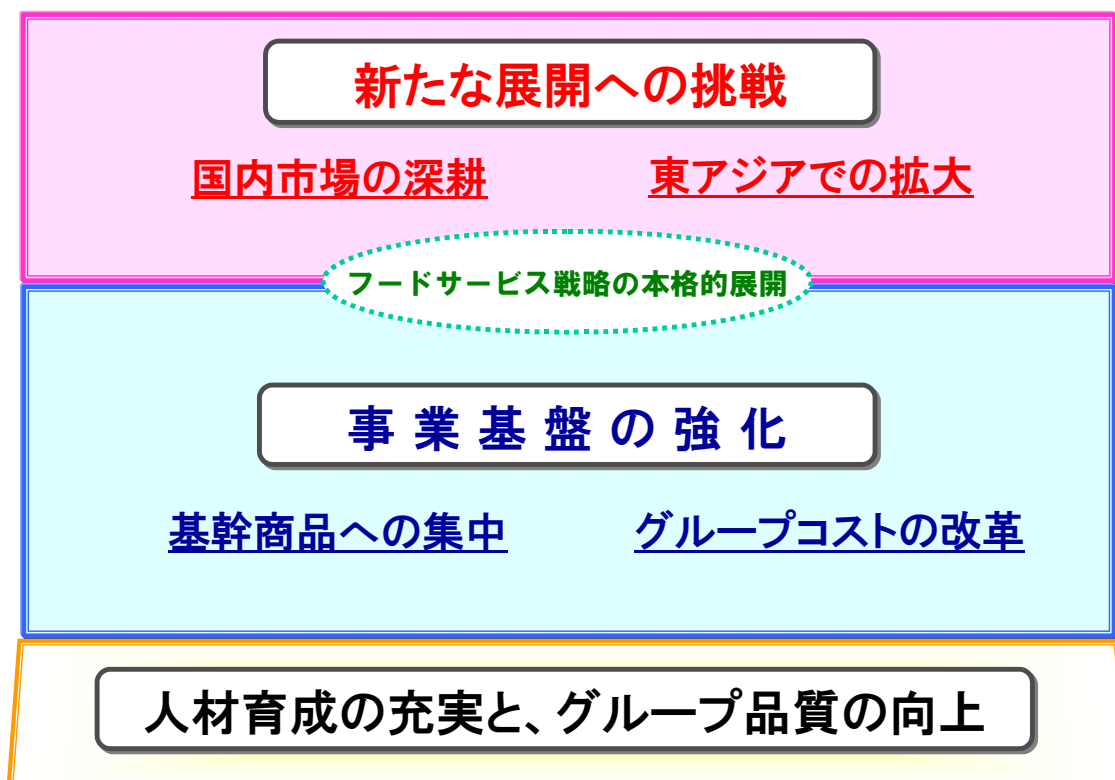 新たな展開への挑戦
国内市場の深耕 東アジアでの拡大
フードサービス戦略の本格的展開
事業基盤の強化
基幹商品への集中 グループコストの改革
人材育成の充実と、グループ品質の向上